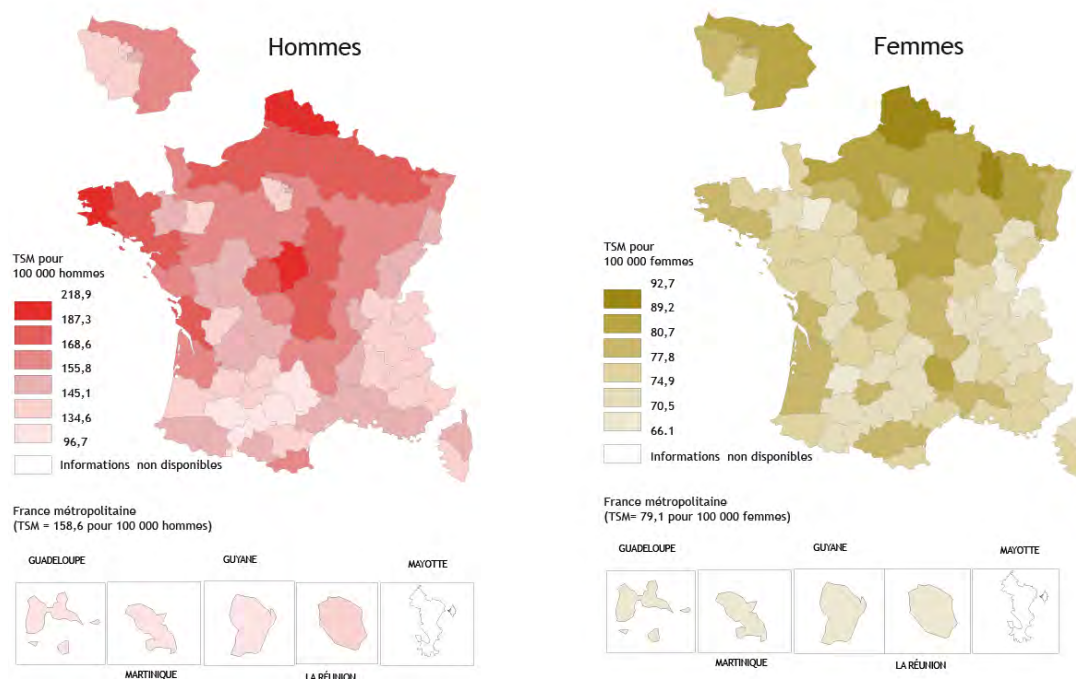 Hommes
TSM pour
100 000 hommes
218,9
187,3
168,6
155,8
145,1
134,6
96,7
Informations non disponibles
France métropolitaine
(TSM = 158,6 pour 100 000 hommes)
GUADELOUPE
GUYANE
MAYOTTE
MARTINIQUE
LA RÉUNION
Femmes
TSM pour
100 000 femmes
92,7
89,2
80,7
77,8
74,9
70,5
66.1
Informations non disponibles
France métropolitaine
(TSM= 79,1 pour 100 000 femmes)
GUADELOUPE
GUYANE
MAYOTTE
MARTINIQUE
LA RÉUNION